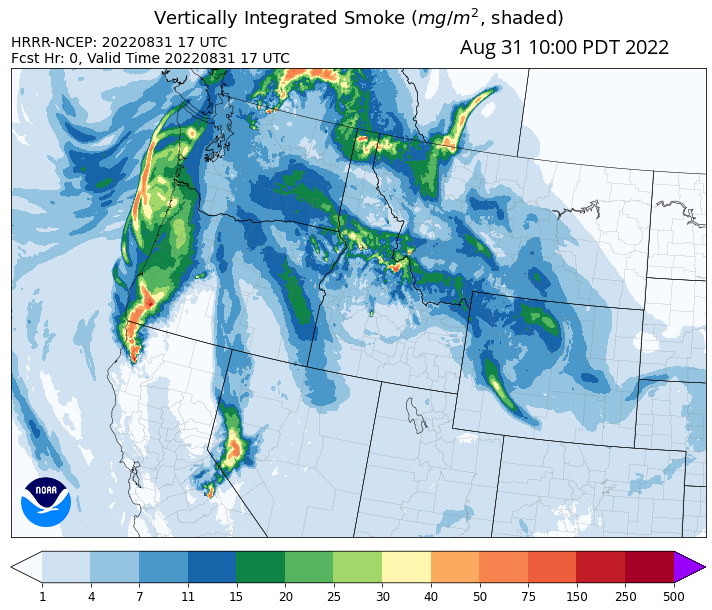 Vertically Integrated Smoke (mg/m², shaded)
HRRR-NCEP: 20220831 17 UTC
Aug 31 10:00 PDT 2022
Fcst Hr: 0, Valid Time 20220831 17 UTC
NOAA
1 4 7 11 15 20 25 30 40 50 75 150 250 500